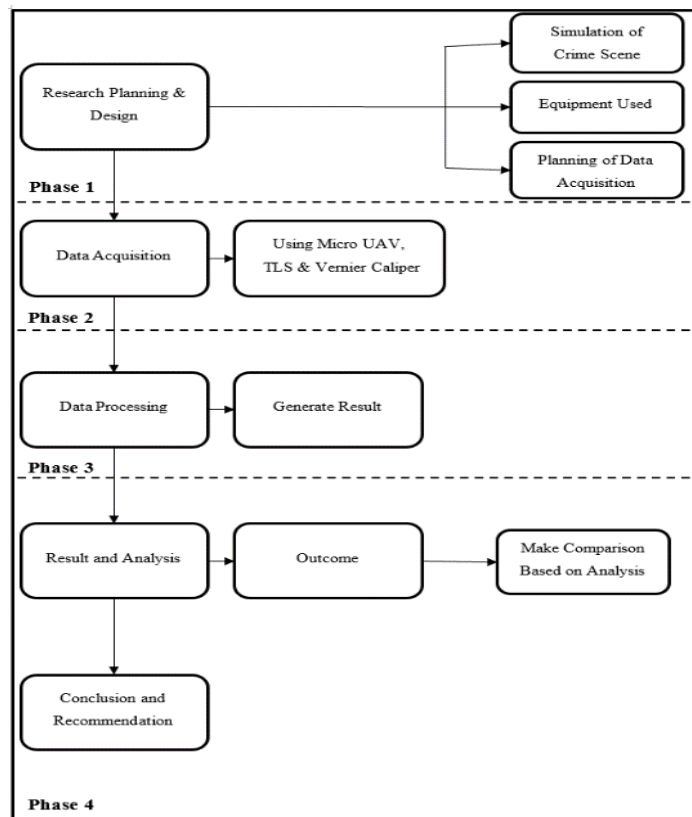 Simulation of
Crime Scene
Research Planning &
Design
Equipment Used
Planning of Data
Acquisition
Phase 1
Data Acquisition
Using Micro UAV,
TLS & Vernier Caliper
Phase 2
Data Processing
Generate Result
Phase 3
Result and Analysis
Outcome
Make Comparison
Based on Analysis
Conclusion and
Recommendation
Phase 4